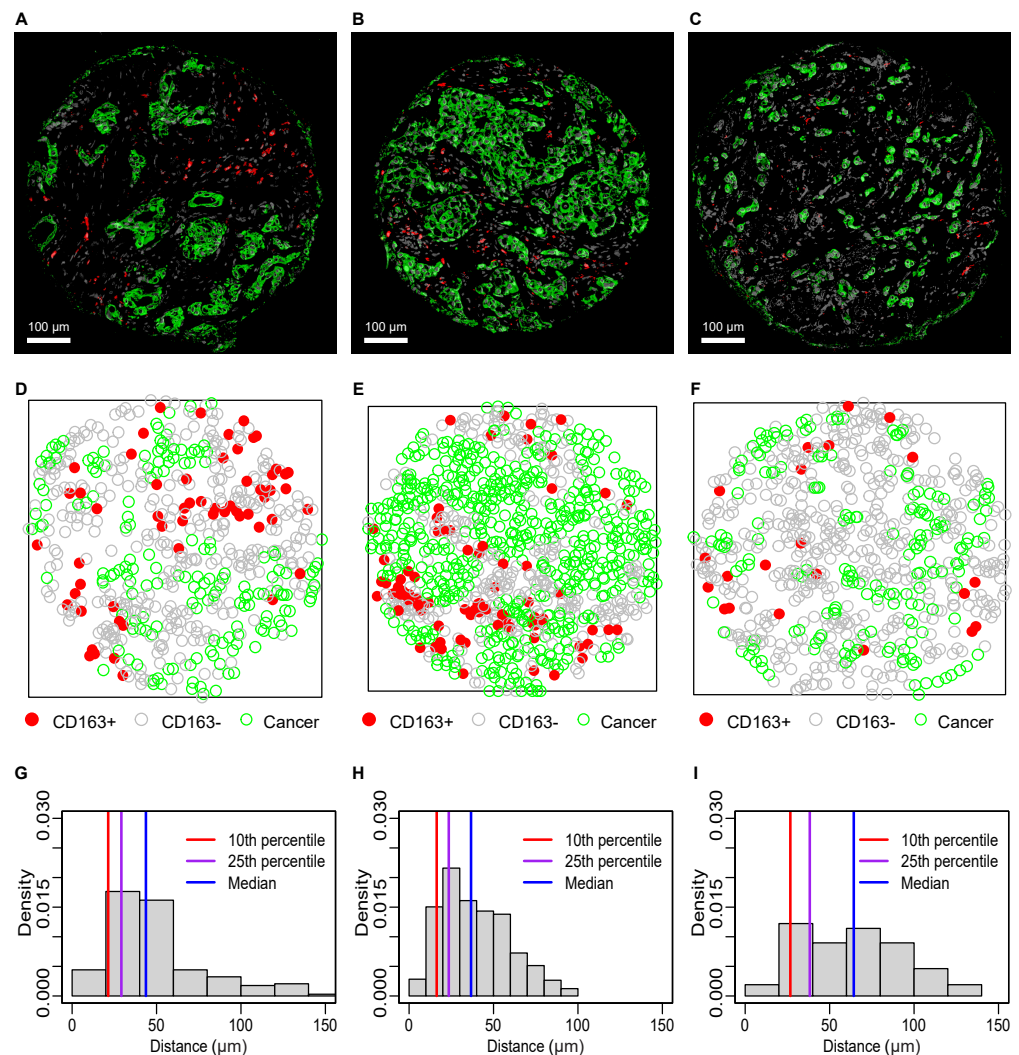 A
B
C
100 µm
100 µm
100 µm
D
E
F
CD163+ CD163- Cancer
CD163+ CD163- Cancer
CD163+ CD163- Cancer
G
H
I
0.030
0.015
0.000
Density
10th percentile
25th percentile
Median
0 50 100 150
Distance (µm)
0.030
0.015
0.000
Density
10th percentile
25th percentile
Median
0 50 100 150
Distance (µm)
0.030
0.015
0.000
Density
10th percentile
25th percentile
Median
0 50 100 150
Distance (µm)